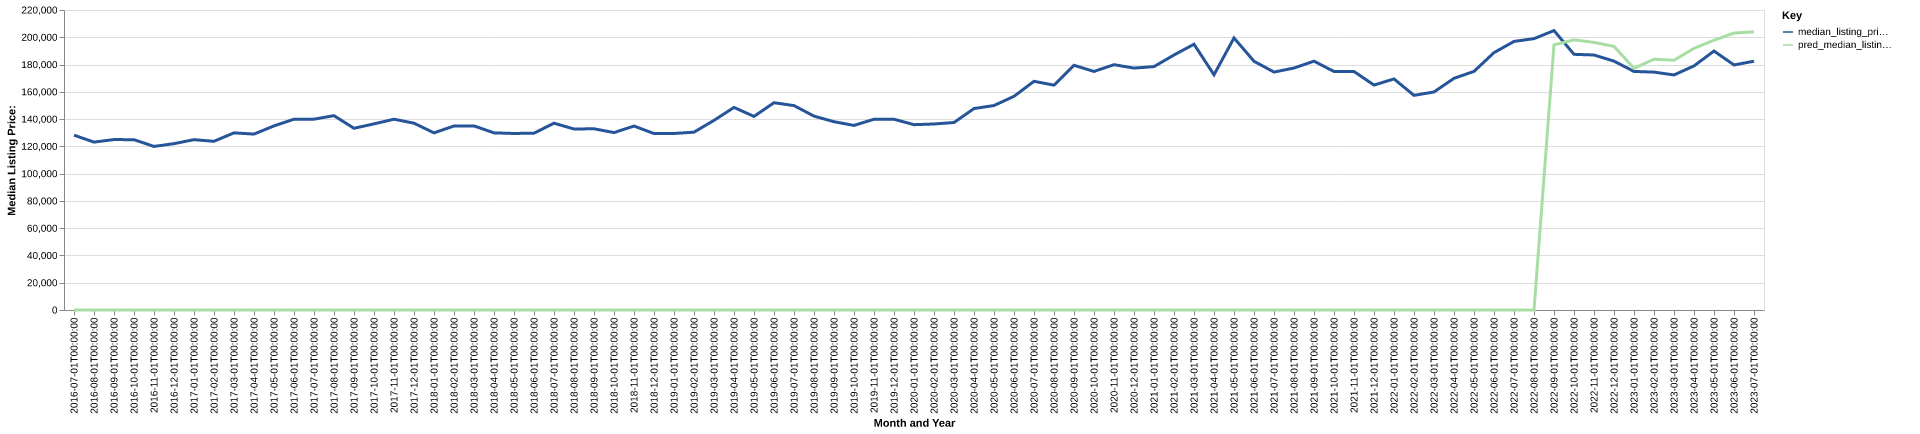 220,000
200,000
180,000
160,000
140,000
120,000
100,000
80,000
60,000
40,000
20,000
0
Median Listing Price:
2016-07-01T00:00:00
2016-08-01T00:00:00
2016-09-01T00:00:00
2016-10-01T00:00:00
2016-11-01T00:00:00
2016-12-01T00:00:00
2017-01-01T00:00:00
2017-02-01T00:00:00
2017-03-01T00:00:00
2017-04-01T00:00:00
2017-05-01T00:00:00
2017-06-01T00:00:00
2017-07-01T00:00:00
2017-08-01T00:00:00
2017-09-01T00:00:00
2017-10-01T00:00:00
2017-11-01T00:00:00
2017-12-01T00:00:00
2018-01-01T00:00:00
2018-02-01T00:00:00
2018-03-01T00:00:00
2018-04-01T00:00:00
2018-05-01T00:00:00
2018-06-01T00:00:00
2018-07-01T00:00:00
2018-08-01T00:00:00
2018-09-01T00:00:00
2018-10-01T00:00:00
2018-11-01T00:00:00
2018-12-01T00:00:00
2019-01-01T00:00:00
2019-02-01T00:00:00
2019-03-01T00:00:00
2019-04-01T00:00:00
2019-05-01T00:00:00
2019-06-01T00:00:00
2019-07-01T00:00:00
2019-08-01T00:00:00
2019-09-01T00:00:00
2019-10-01T00:00:00
2019-11-01T00:00:00
2019-12-01T00:00:00
2020-01-01T00:00:00
2020-02-01T00:00:00
2020-03-01T00:00:00
2020-04-01T00:00:00
2020-05-01T00:00:00
2020-06-01T00:00:00
2020-07-01T00:00:00
2020-08-01T00:00:00
2020-09-01T00:00:00
2020-10-01T00:00:00
2020-11-01T00:00:00
2020-12-01T00:00:00
2021-01-01T00:00:00
2021-02-01T00:00:00
2021-03-01T00:00:00
2021-04-01T00:00:00
2021-05-01T00:00:00
2021-06-01T00:00:00
2021-07-01T00:00:00
2021-08-01T00:00:00
2021-09-01T00:00:00
2021-10-01T00:00:00
2021-11-01T00:00:00
2021-12-01T00:00:00
2022-01-01T00:00:00
2022-02-01T00:00:00
2022-03-01T00:00:00
2022-04-01T00:00:00
2022-05-01T00:00:00
2022-06-01T00:00:00
2022-07-01T00:00:00
2022-08-01T00:00:00
2022-09-01T00:00:00
2022-10-01T00:00:00
2022-11-01T00:00:00
2022-12-01T00:00:00
2023-01-01T00:00:00
2023-02-01T00:00:00
2023-03-01T00:00:00
2023-04-01T00:00:00
2023-05-01T00:00:00
2023-06-01T00:00:00
2023-07-01T00:00:00
Month and Year
Key
median_listing_pri…
pred_median_listin…